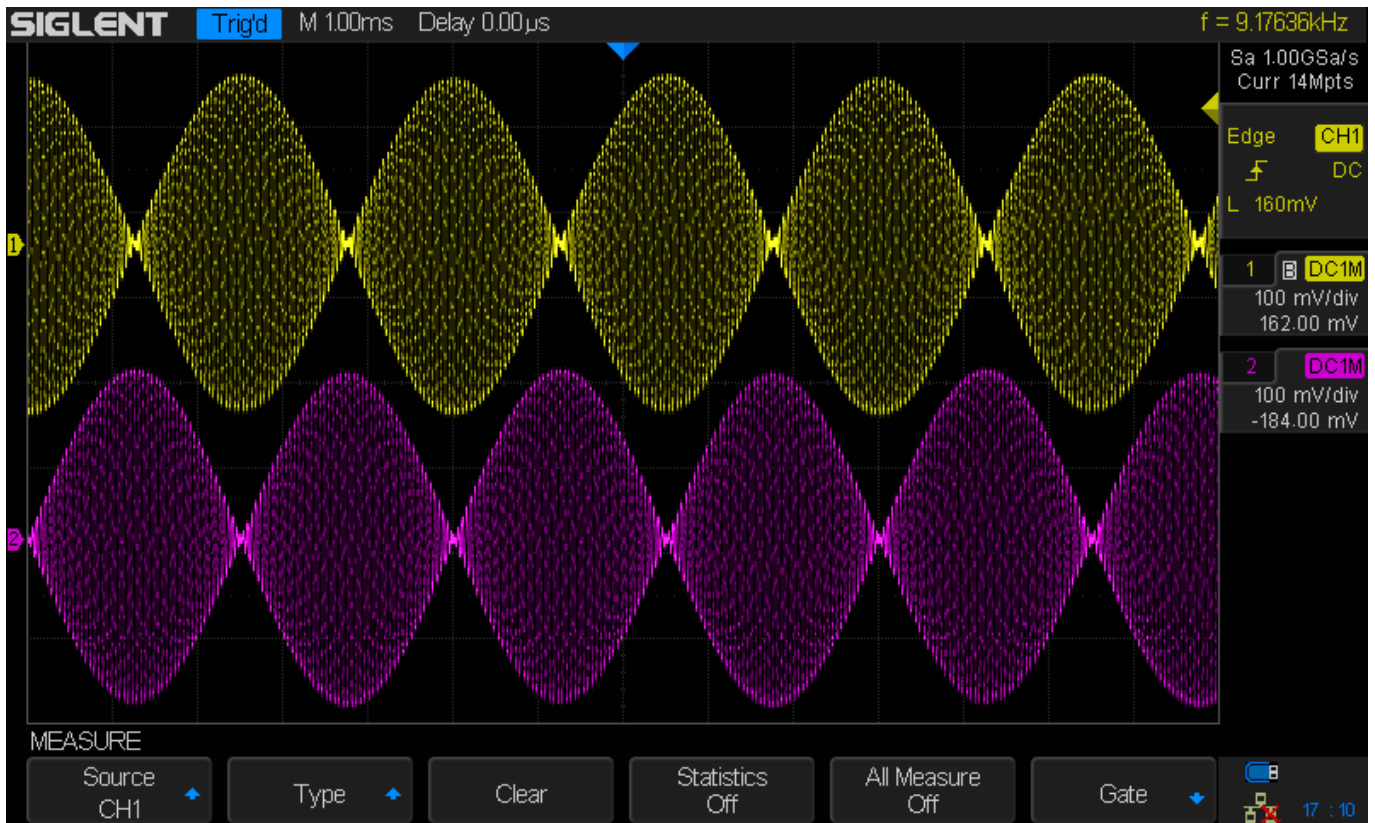 SIGLENT Trig'd M 1.00ms Delay 0.00µs f = 9.17636kHz
Sa 1.00GSa/s
Curr 14Mpts
Edge CH1
DC
L 160mV
1
1 B DC1M
100 mV/div
162.00 mV
2 DC1M
100 mV/div
-184.00 mV
2
MEASURE
Source
CH1
Type
Clear
Statistics
Off
All Measure
Off
Gate
17 : 10